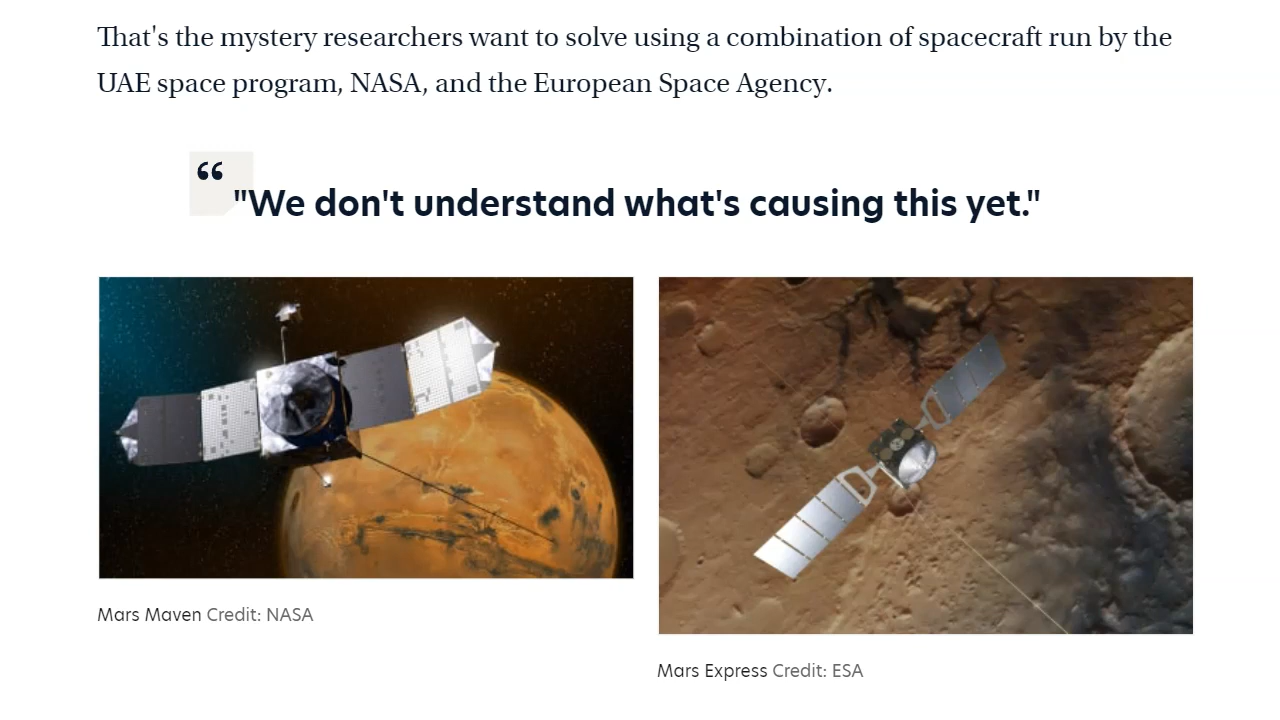 That's the mystery researchers want to solve using a combination of spacecraft run by the
UAE space program, NASA, and the European Space Agency.
“
"We don't understand what's causing this yet."
Mars Maven Credit: NASA
Mars Express Credit: ESA